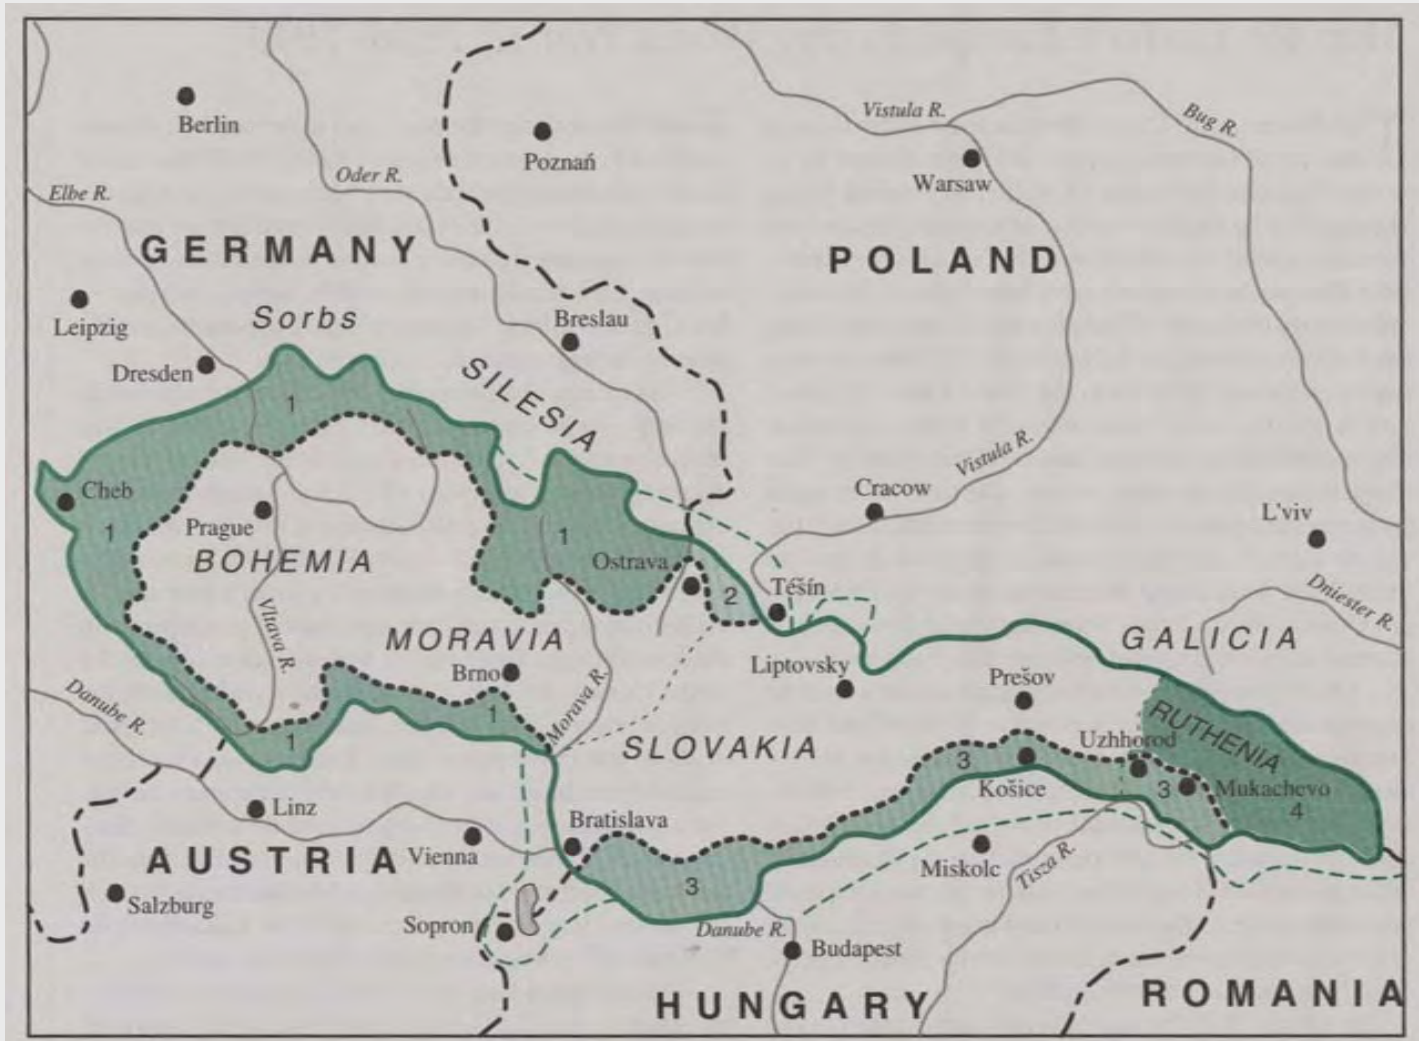 Berlin
Poznań
Vistula R.
Bug R.
Warsaw
Oder R.
Elbe R.
GERMANY
POLAND
Leipzig
Sorbs
Breslau
Dresden
SILESIA
1
Vistula R.
Cheb
Cracow
L'viv
Prague
1
1
BOHEMIA
Ostrava
Téšín
2
Dniester R.
Vltava R.
MORAVIA
GALICIA
Liptovsky
Brno
Prešov
Danube R.
Morava R.
1
1
SLOVAKIA
RUTHENIA
Uzhhorod
3
Košice
3
Mukachevo
4
Linz
Bratislava
AUSTRIA
Vienna
Miskolc
Tisza R.
3
Salzburg
Sopron
Danube R.
Budapest
HUNGARY
ROMANIA